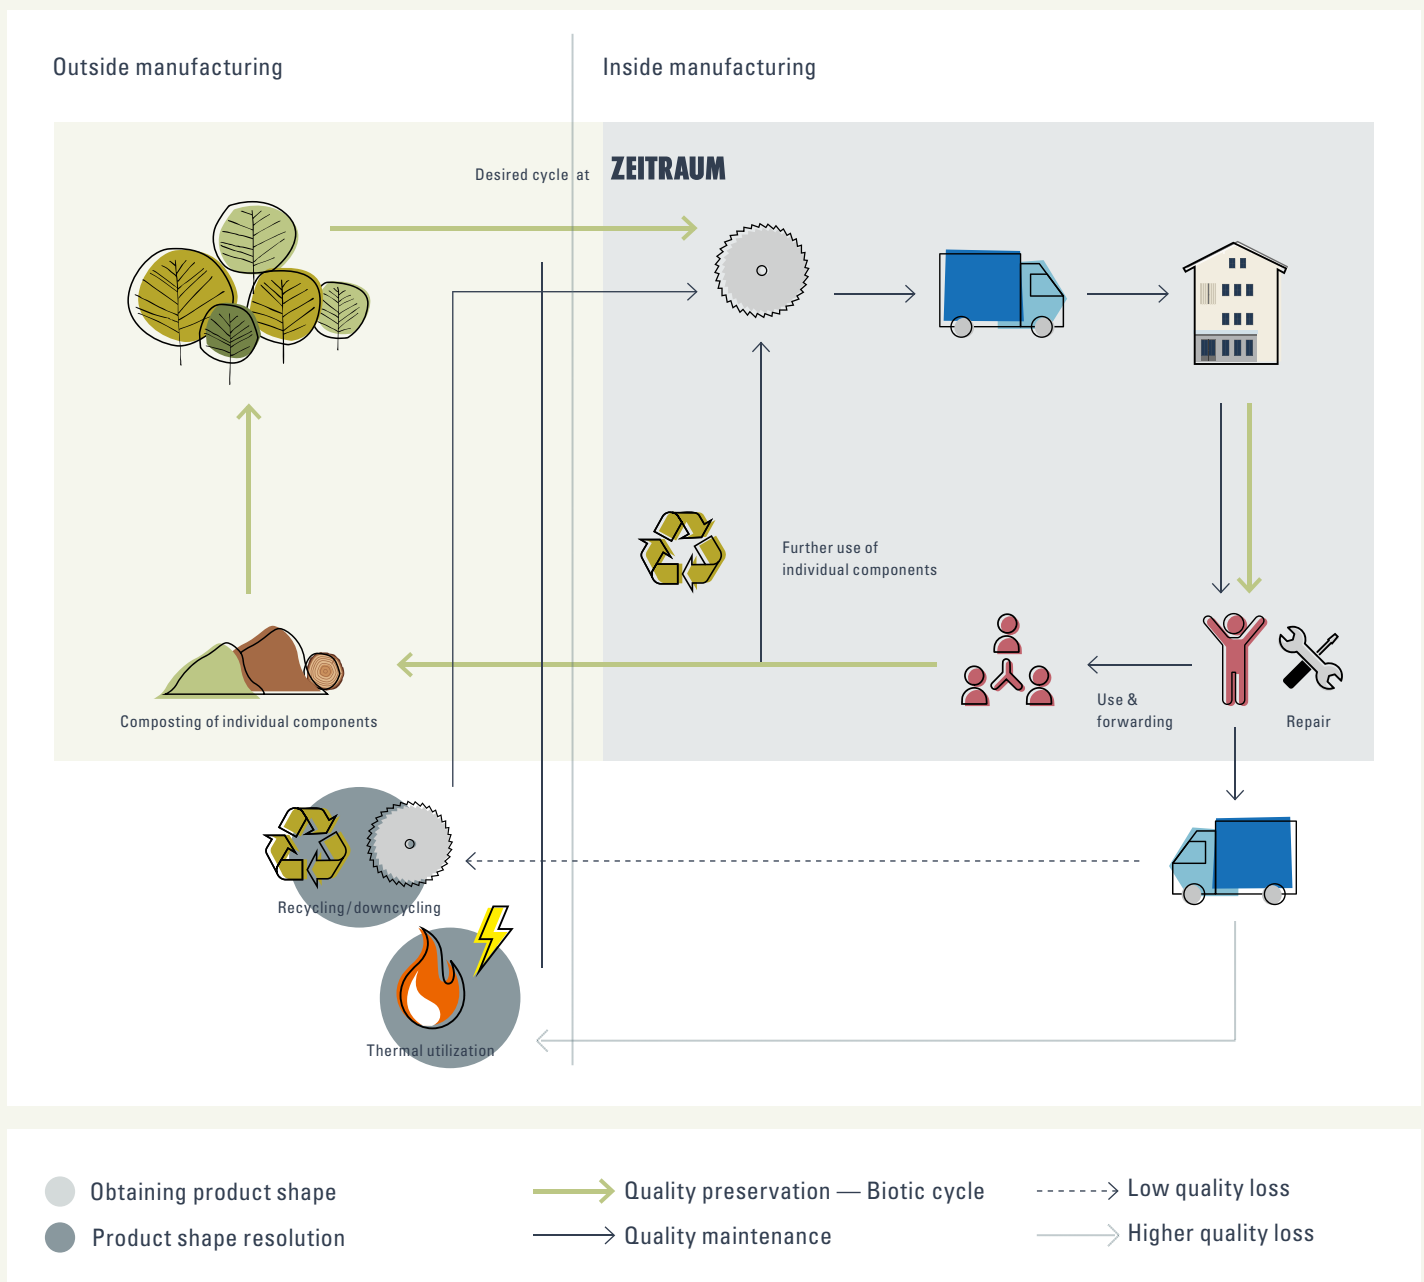 Outside manufacturing
Inside manufacturing
Desired cycle at ZEITRAUM
Further use of
individual components
Use &
forwarding
Repair
Composting of individual components
Recycling/downcycling
Thermal utilization
Obtaining product shape
Product shape resolution
Quality preservation — Biotic cycle
Quality maintenance
Low quality loss
Higher quality loss